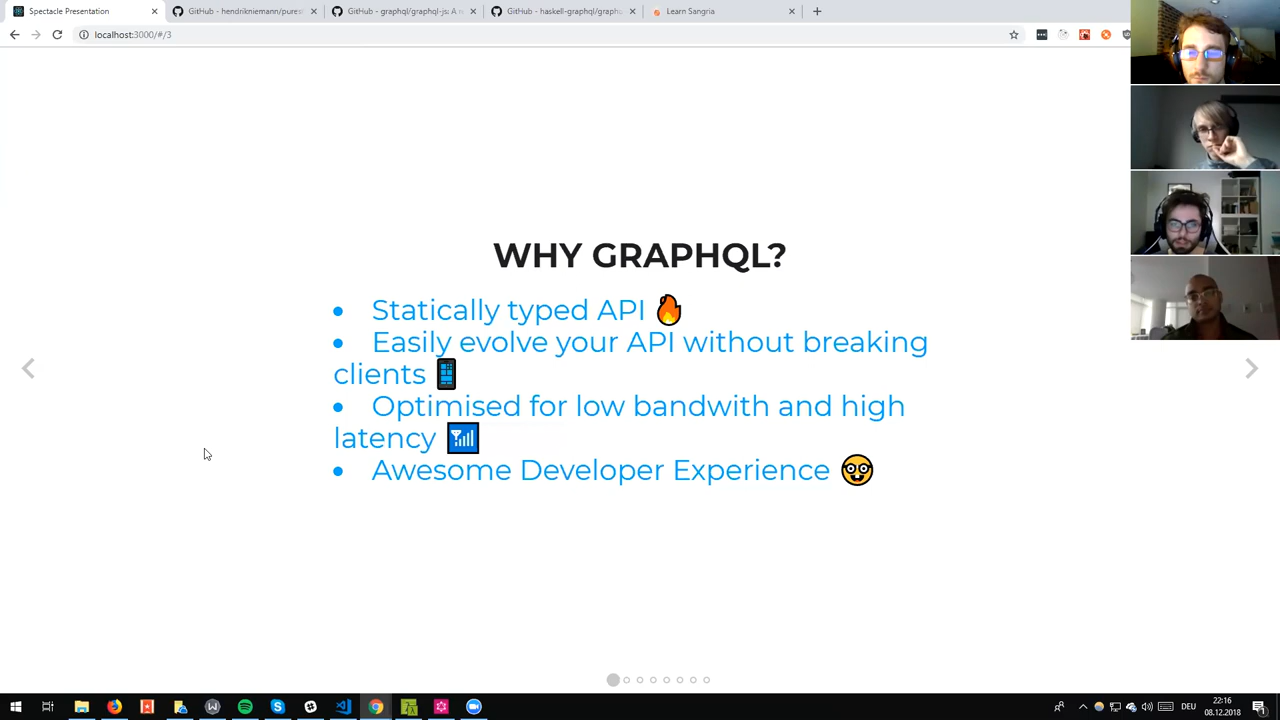 Spectacle Presentation
GitHub - hendrikniemann/pures
GitHub - graphql/graphql-js: A r
GitHub - haskell-graphql/graphq
Learn Sangria
localhost:3000/#/3
WHY GRAPHQL?
Statically typed API 🔥
Easily evolve your API without breaking
clients 📱
Optimised for low bandwith and high
latency 📶
Awesome Developer Experience 🤓
22:16
DEU
08.12.2018